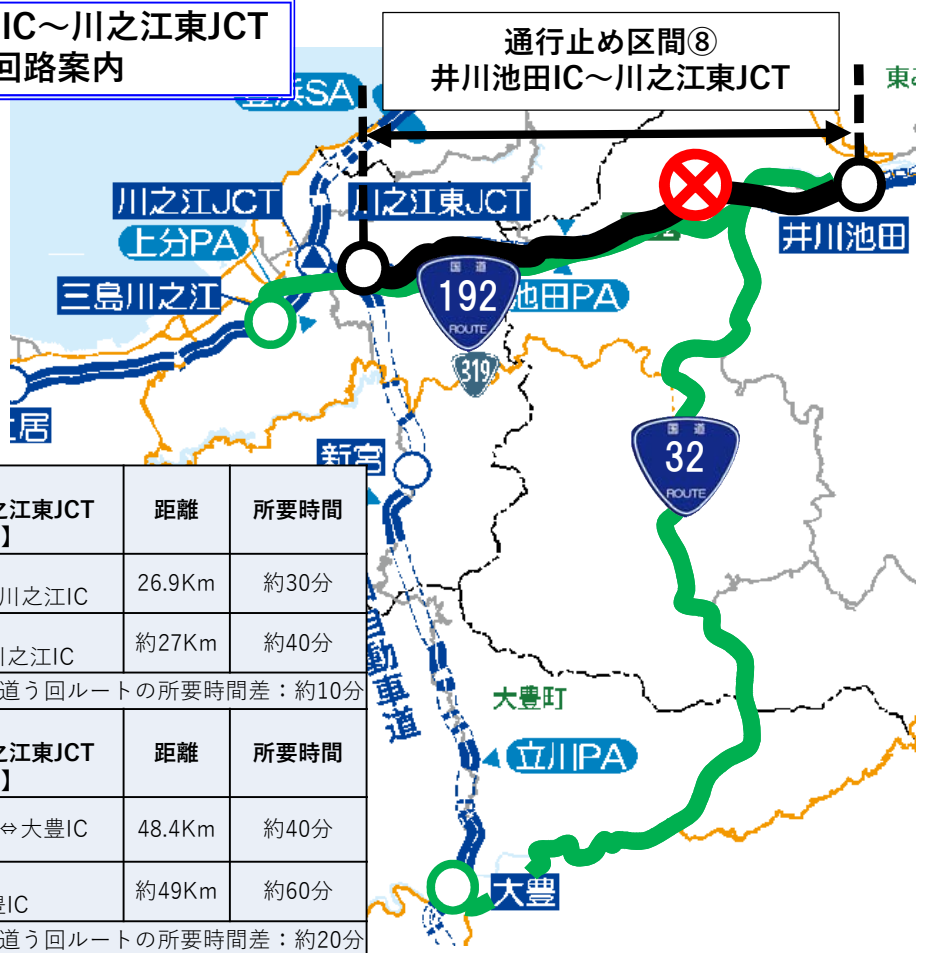 IC～川之江東JCT
回路案内
通行止め区間⑧
井川池田IC～川之江東JCT
豊浜SA
東み
川之江JCT
川之江東JCT
上分PA
井川池田
三島川之江
国道
192
ROUTE
池田PA
319
土居
新宮
国道
32
ROUTE
之江東JCT
】
距離
所要時間
川之江IC
26.9Km
約30分
川之江IC
約27Km
約40分
道う回ルートの所要時間差：約10分
之江東JCT
】
距離
所要時間
⇔大豊IC
48.4Km
約40分
豊IC
約49Km
約60分
道う回ルートの所要時間差：約20分
自動車道
大豊町
立川PA
大豊